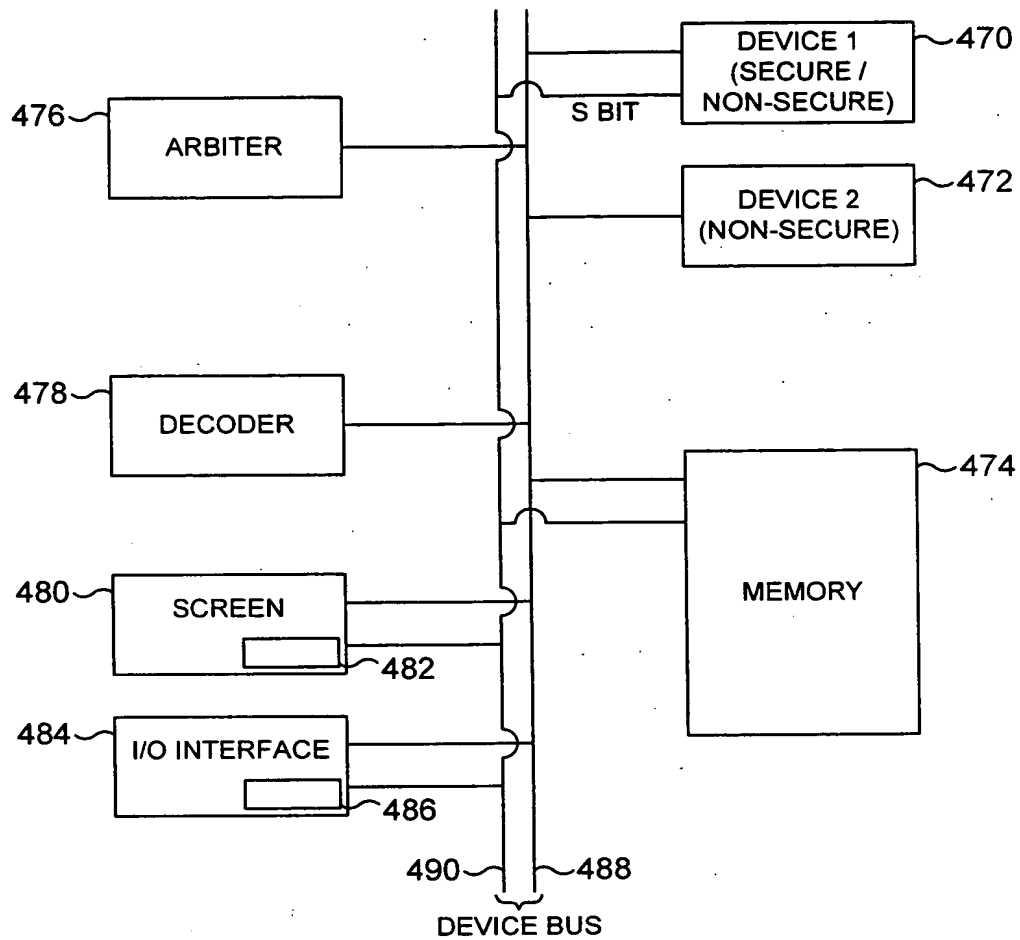 DEVICE 1
(SECURE /
NON-SECURE)
470
S BIT
476
ARBITER
DEVICE 2
(NON-SECURE)
472
478
DECODER
474
MEMORY
480
SCREEN
482
484
I/O INTERFACE
486
490
488
DEVICE BUS